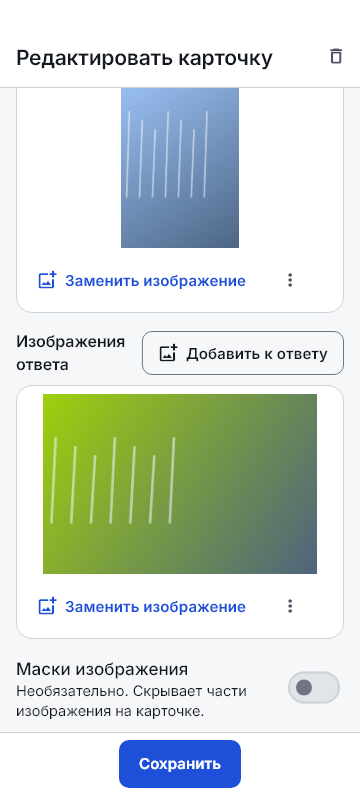 Редактировать карточку
Заменить изображение
Изображения
ответа
Добавить к ответу
Заменить изображение
Маски изображения
Необязательно. Скрывает части
изображения на карточке.
Сохранить